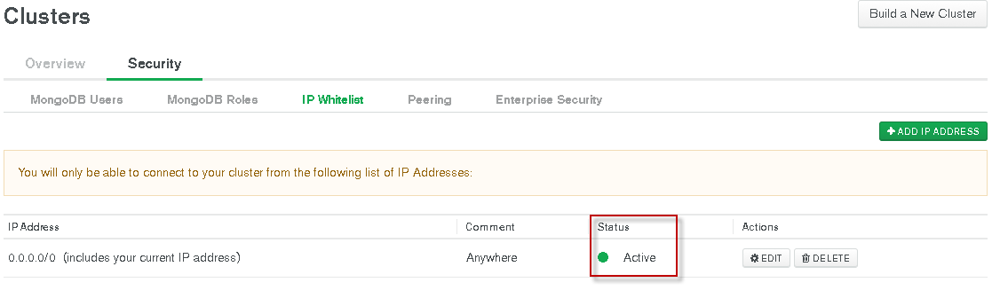 Clusters
Build a New Cluster
Overview Security
MongoDB Users MongoDB Roles IP Whitelist Peering Enterprise Security
ADD IP ADDRESS
You will only be able to connect to your cluster from the following list of IP Addresses:
IP Address Comment Status Actions
0.0.0.0/0 (includes your current IP address) Anywhere Active EDIT DELETE